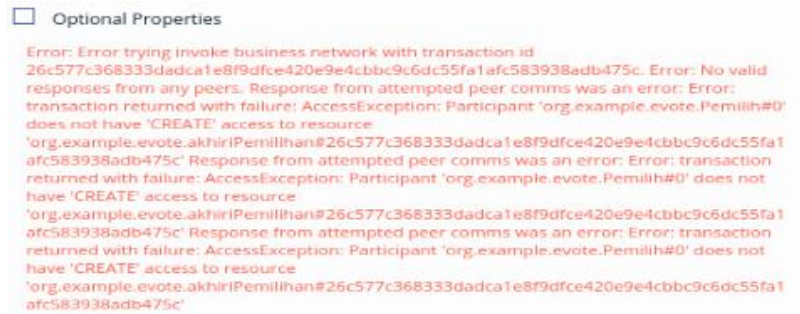 Optional Properties
Error: Error trying invoke business network with transaction id
26c577c368333dadca1e8f9dfce420e9e4cbbc9c6dc55fa1afc583938adb475c. Error: No valid
responses from any peers. Response from attempted peer comms was an error: Error:
transaction returned with failure: AccessException: Participant 'org.example.evote.Pemilih#0'
does not have 'CREATE' access to resource
'org.example.evote.akhiriPemilihan#26c577c368333dadca1e8f9dfce420e9e4cbbc9c6dc55fa1
afc583938adb475c' Response from attempted peer comms was an error: Error: transaction
returned with failure: AccessException: Participant 'org.example.evote.Pemilih#0' does not
have 'CREATE' access to resource
'org.example.evote.akhiriPemilihan#26c577c368333dadca1e8f9dfce420e9e4cbbc9c6dc55fa1
afc583938adb475c' Response from attempted peer comms was an error: Error: transaction
returned with failure: AccessException: Participant 'org.example.evote.Pemilih#0' does not
have 'CREATE' access to resource
'org.example.evote.akhiriPemilihan#26c577c368333dadca1e8f9dfce420e9e4cbbc9c6dc55fa1
afc583938adb475c'